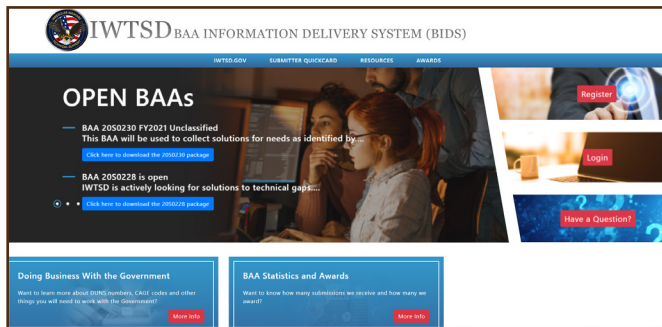 IWTSD BAA INFORMATION DELIVERY SYSTEM (BIDS)
IWTSD.GOV SUBMITTER QUICKCARD RESOURCES AWARDS
OPEN BAAs
BAA 20S0230 FY2021 Unclassified
This BAA will be used to collect solutions for needs as identified by....
Click here to download the 20S0230 package
BAA 20S0228 is open
IWTSD is actively looking for solutions to technical gaps....
Click here to download the 20S0228 package
Register
Login
Have a Question?
Doing Business With the Government
Want to learn more about DUNS numbers, CAGE codes and other
things you will need to work with the Government?
More Info
BAA Statistics and Awards
Want to know how many submissions we receive and how many we
award?
More Info